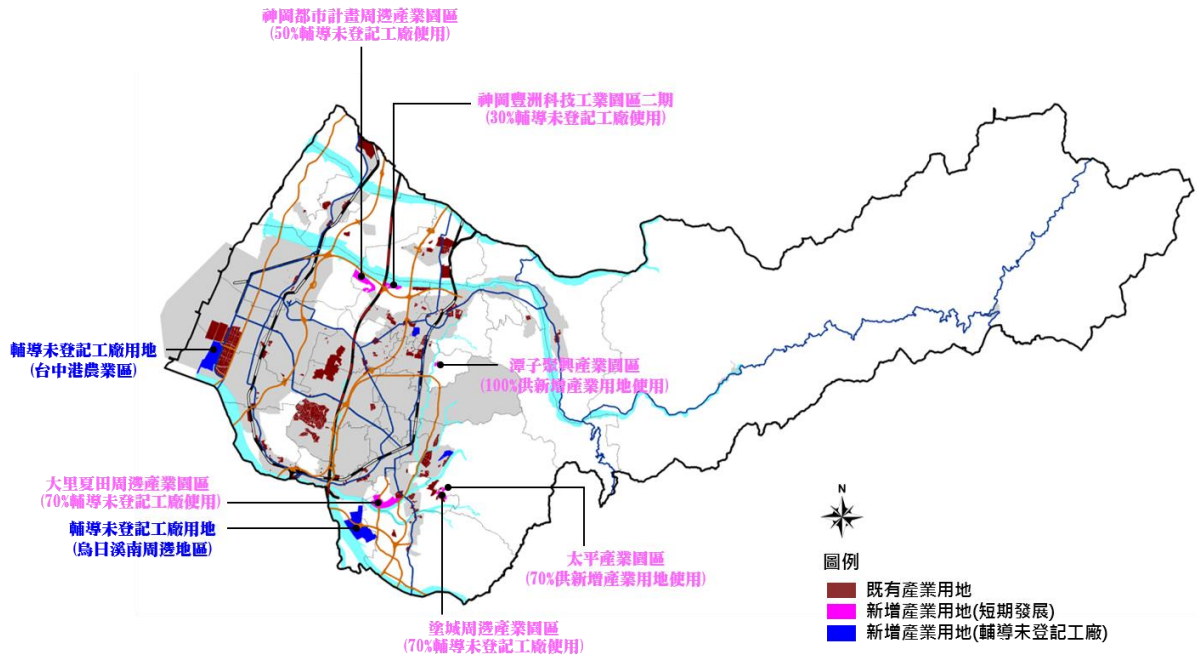 神岡都市計畫周邊產業園區
(50%輔導未登記工廠使用)
神岡豐洲科技工業園區二期
(30%輔導未登記工廠使用)
輔導未登記工廠用地
(台中港農業區)
潭子聚興產業園區
(100%供新增產業用地使用)
大里夏田周邊產業園區
(70%輔導未登記工廠使用)
輔導未登記工廠用地
(烏日溪南周邊地區)
太平產業園區
(70%供新增產業用地使用)
塗城周邊產業園區
(70%輔導未登記工廠使用)
N
圖例
既有產業用地
新增產業用地(短期發展)
新增產業用地(輔導未登記工廠)